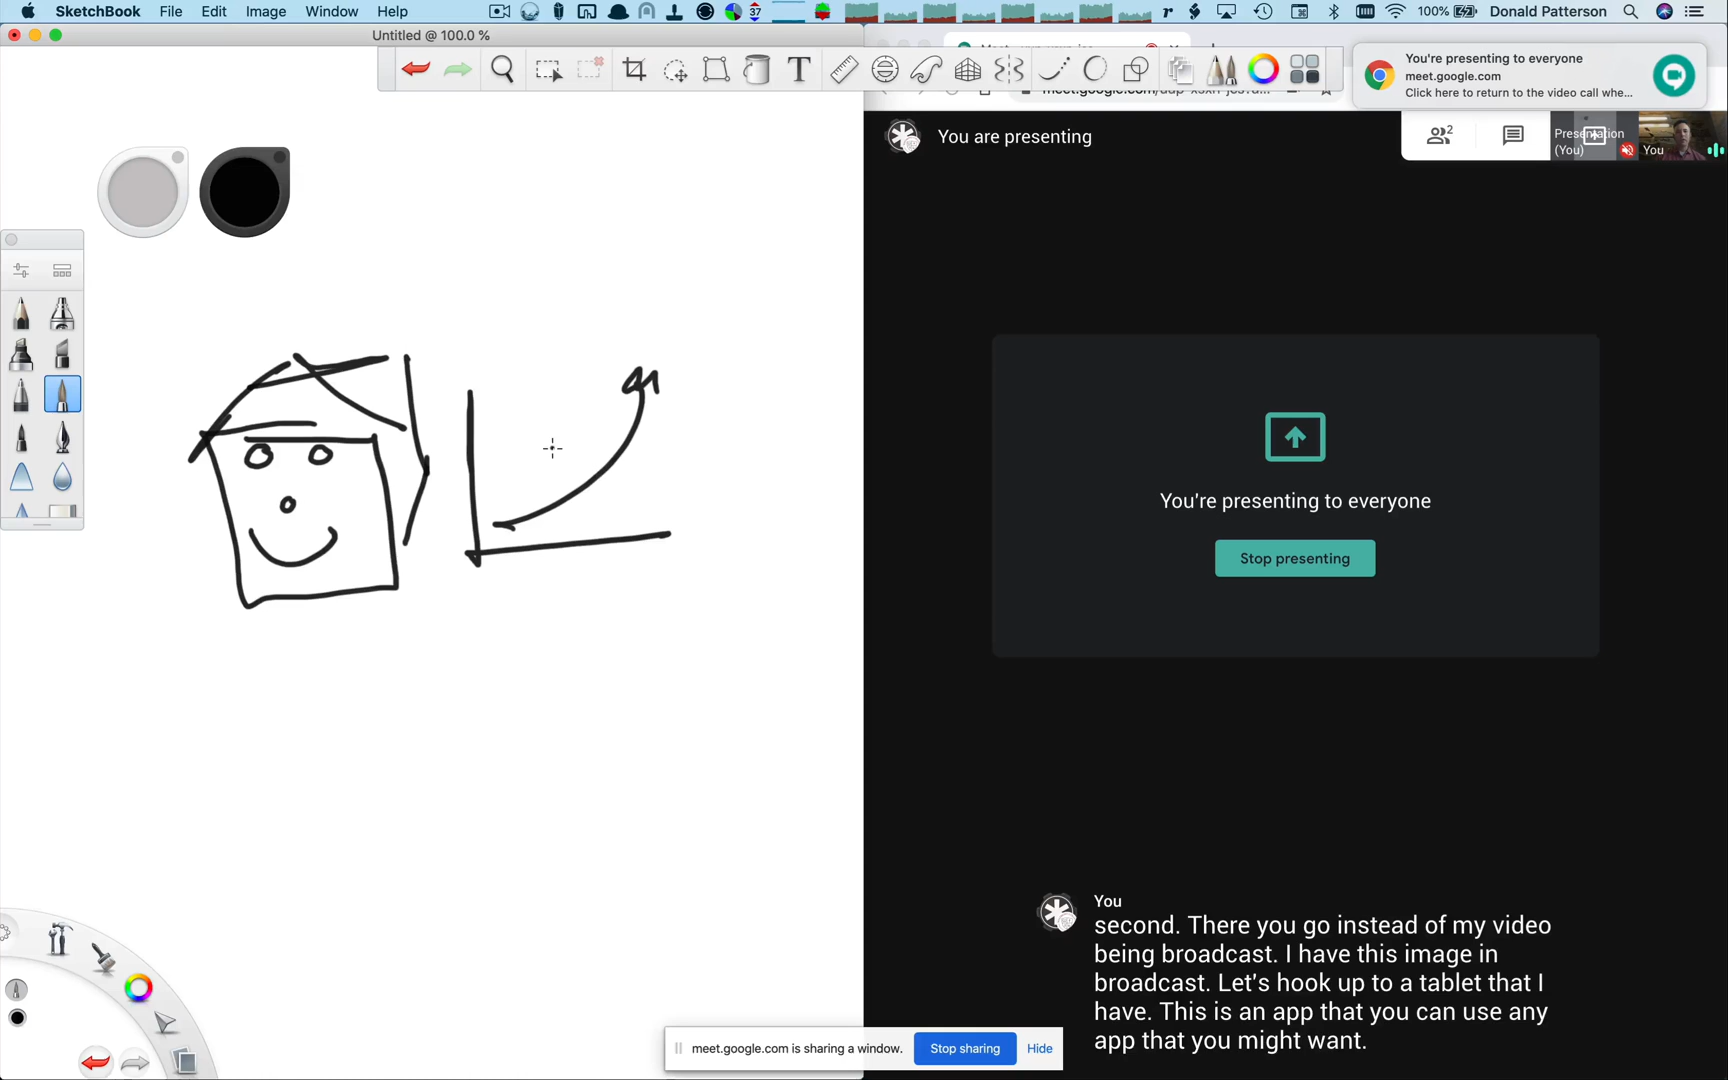 SketchBook File Edit Image Window Help 37 100% Donald Patterson
Untitled @ 100.0 %
You're presenting to everyone
meet.google.com
Click here to return to the video call whe...
You are presenting
2
Presentation
(You)
You
T
You're presenting to everyone
Stop presenting
You
second. There you go instead of my video
being broadcast. I have this image in
broadcast. Let's hook up to a tablet that I
have. This is an app that you can use any
app that you might want.
meet.google.com is sharing a window. Stop sharing Hide